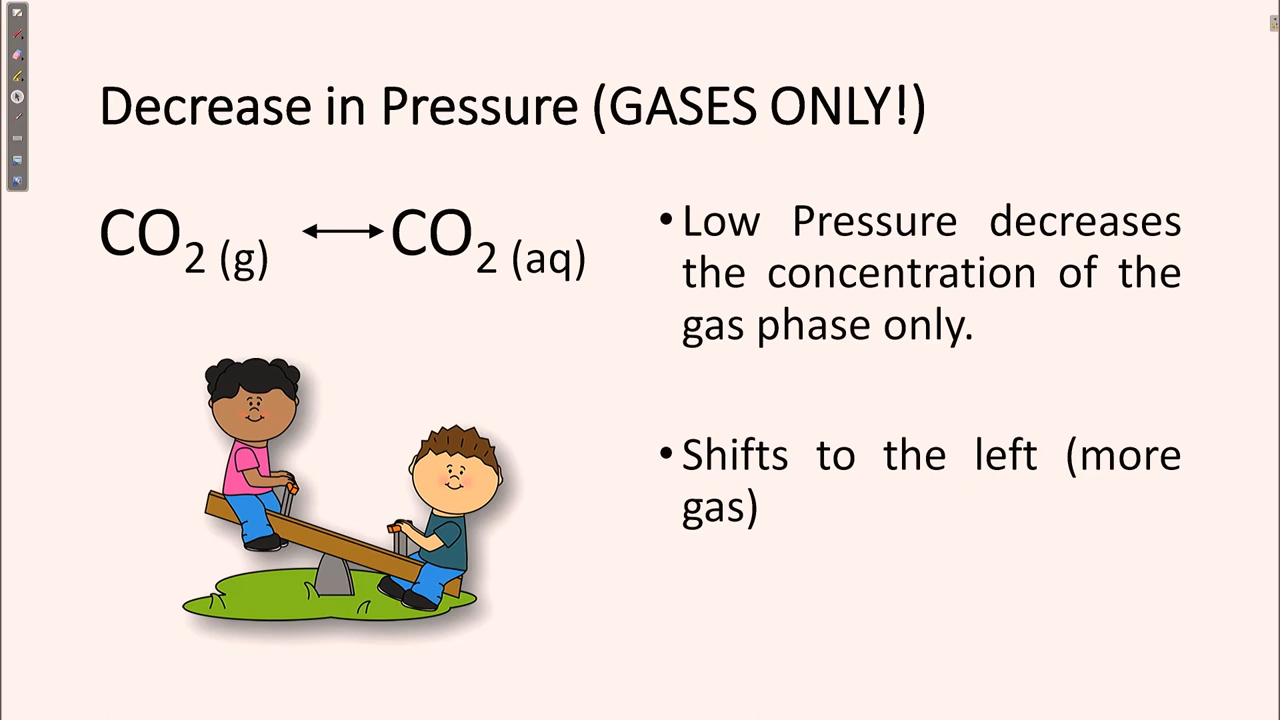 Decrease in Pressure (GASES ONLY!)
CO2 (g) ⟷ CO2 (aq)
• Low Pressure decreases
the concentration of the
gas phase only.
• Shifts to the left (more
gas)